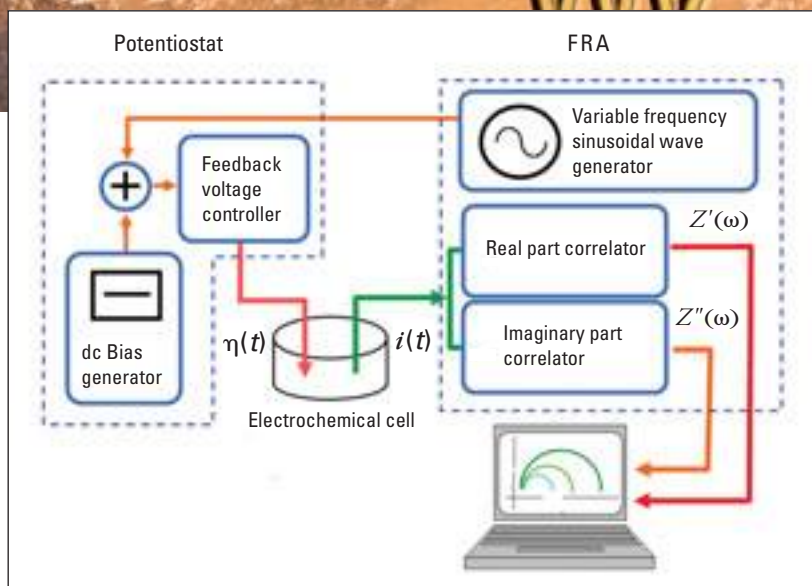 Potentiostat
FRA
Variable frequency
sinusoidal wave
generator
Feedback
voltage
controller
Real part correlator
Z′(ω)
Imaginary part
correlator
Z″(ω)
dc Bias
generator
η(t)
i(t)
Electrochemical cell